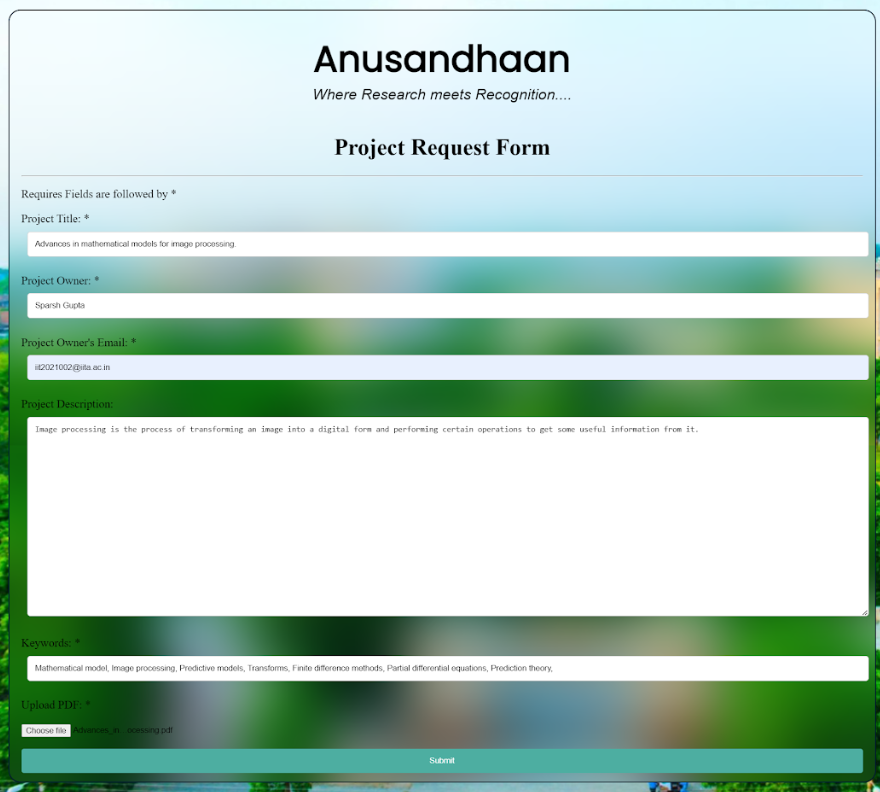 Anusandhaan
Where Research meets Recognition....
Project Request Form
Requires Fields are followed by *
Project Title: *
Advances in mathematical models for image processing.
Project Owner: *
Sparsh Gupta
Project Owner's Email: *
iit2021002@iiita.ac.in
Project Description:
Image processing is the process of transforming an image into a digital form and performing certain operations to get some useful information from it.
Keywords: *
Mathematical model, Image processing, Predictive models, Transforms, Finite difference methods, Partial differential equations, Prediction theory,
Upload PDF: *
Choose file Advances_in...ocessing.pdf
Submit